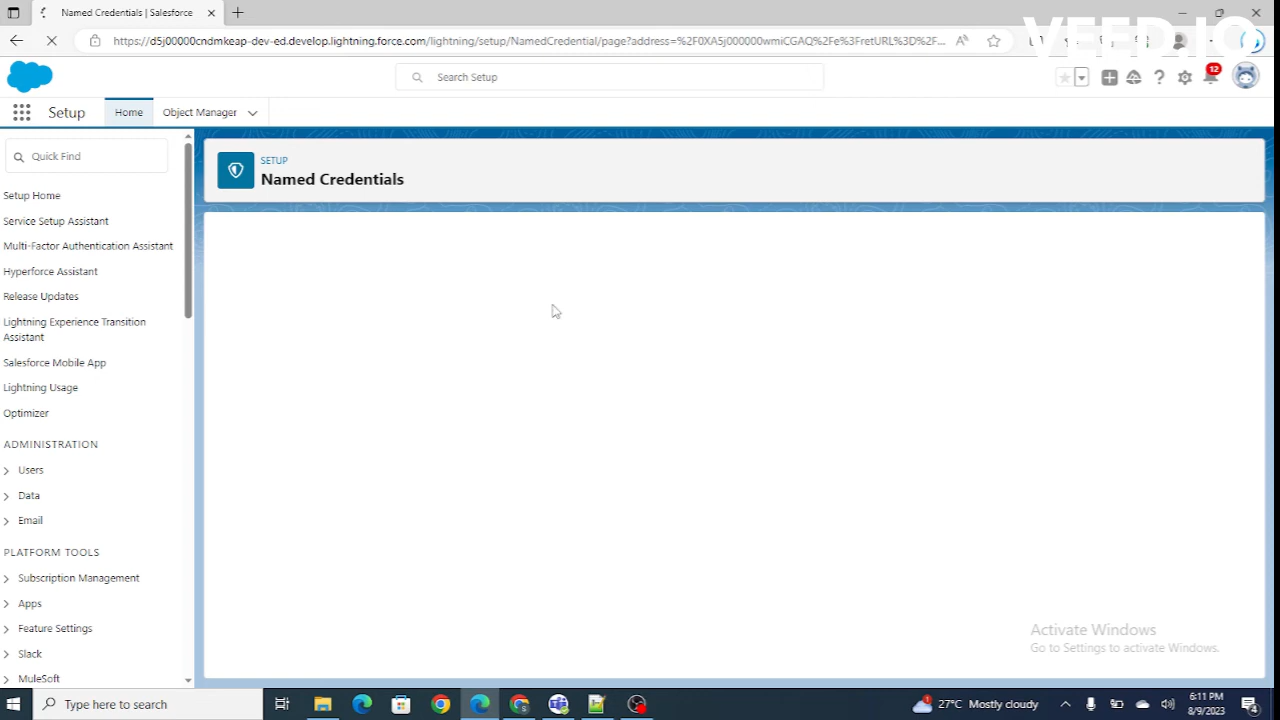 Named Credentials | Salesforce
https://d5j00000cndmkeap-dev-ed.develop.lightning.force.com/lightning/setup/NamedCredential/page?address=%2F0XA5j000000wmiCGAQ%2Fe%3FretURL%3D%2F...
VEED.IO
Search Setup
12
Setup
Home
Object Manager
Quick Find
SETUP
Named Credentials
Setup Home
Service Setup Assistant
Multi-Factor Authentication Assistant
Hyperforce Assistant
Release Updates
Lightning Experience Transition
Assistant
Salesforce Mobile App
Lightning Usage
Optimizer
ADMINISTRATION
Users
Data
Email
PLATFORM TOOLS
Subscription Management
Apps
Feature Settings
Slack
MuleSoft
Activate Windows
Go to Settings to activate Windows.
Type here to search
1
27°C Mostly cloudy
6:11 PM
8/9/2023
4